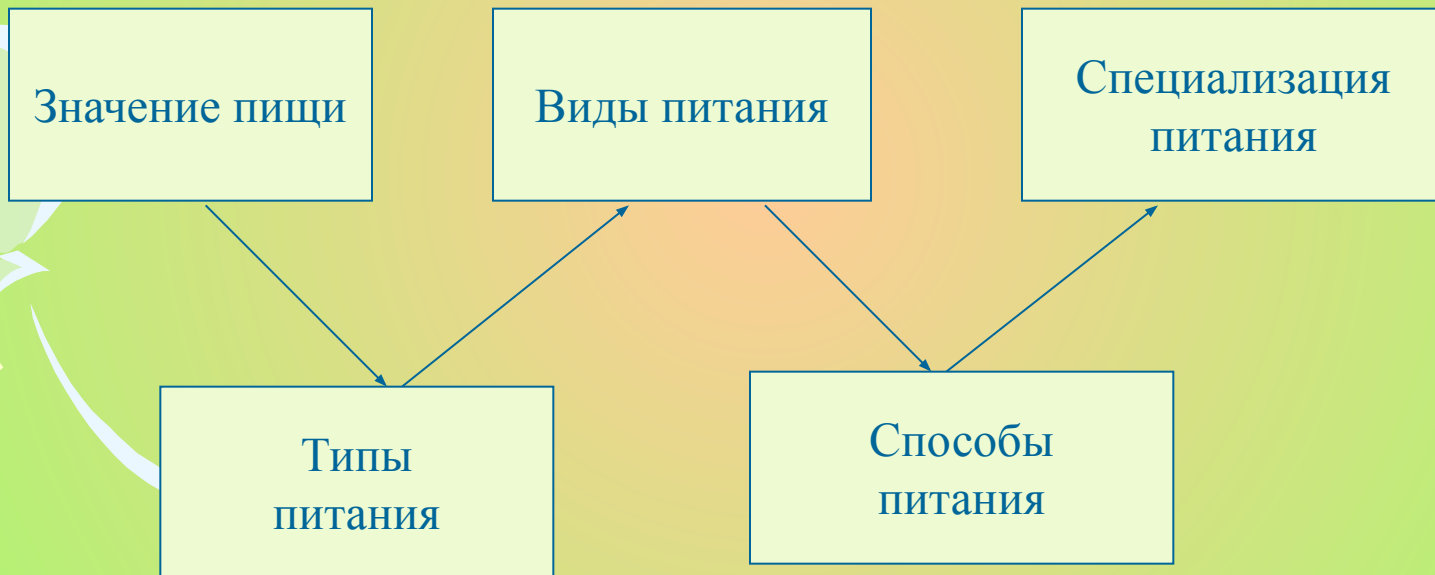 Значение пищи
Виды питания
Специализация
питания
Типы
питания
Способы
питания